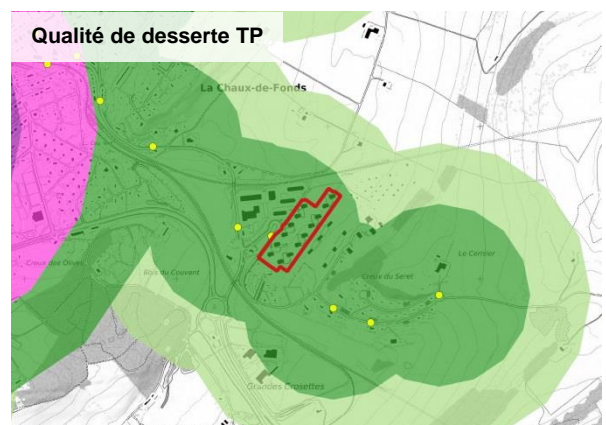 Qualité de desserte TP
La Chaux-de-Fonds
Creux des Olives
Bois du Couvent
Creux du Seret
Le Cerisier
Grandes Crosettes